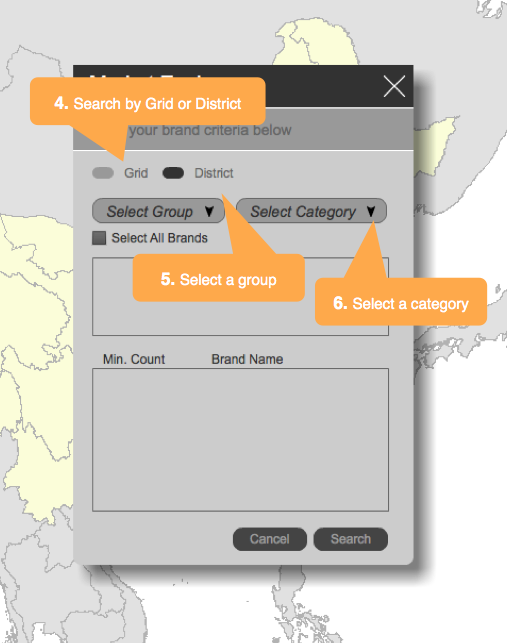 4. Search by Grid or District
your brand criteria below
Grid
District
Select Group
Select Category
Select All Brands
5. Select a group
6. Select a category
Min. Count
Brand Name
Cancel
Search